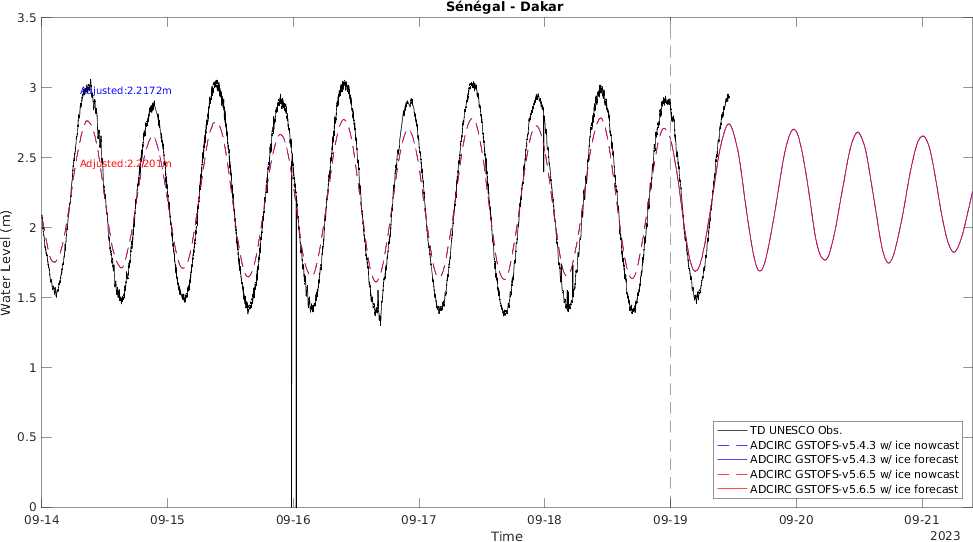 Sénégal - Dakar
3.5
3
2.5
2
1.5
1
0.5
0
Water Level (m)
Adjusted:2.2172m
Adjusted:2.2201m
TD UNESCO Obs.
ADCIRC GSTOFS-v5.4.3 w/ ice nowcast
ADCIRC GSTOFS-v5.4.3 w/ ice forecast
ADCIRC GSTOFS-v5.6.5 w/ ice nowcast
ADCIRC GSTOFS-v5.6.5 w/ ice forecast
09-14 09-15 09-16 09-17 09-18 09-19 09-20 09-21
Time
2023